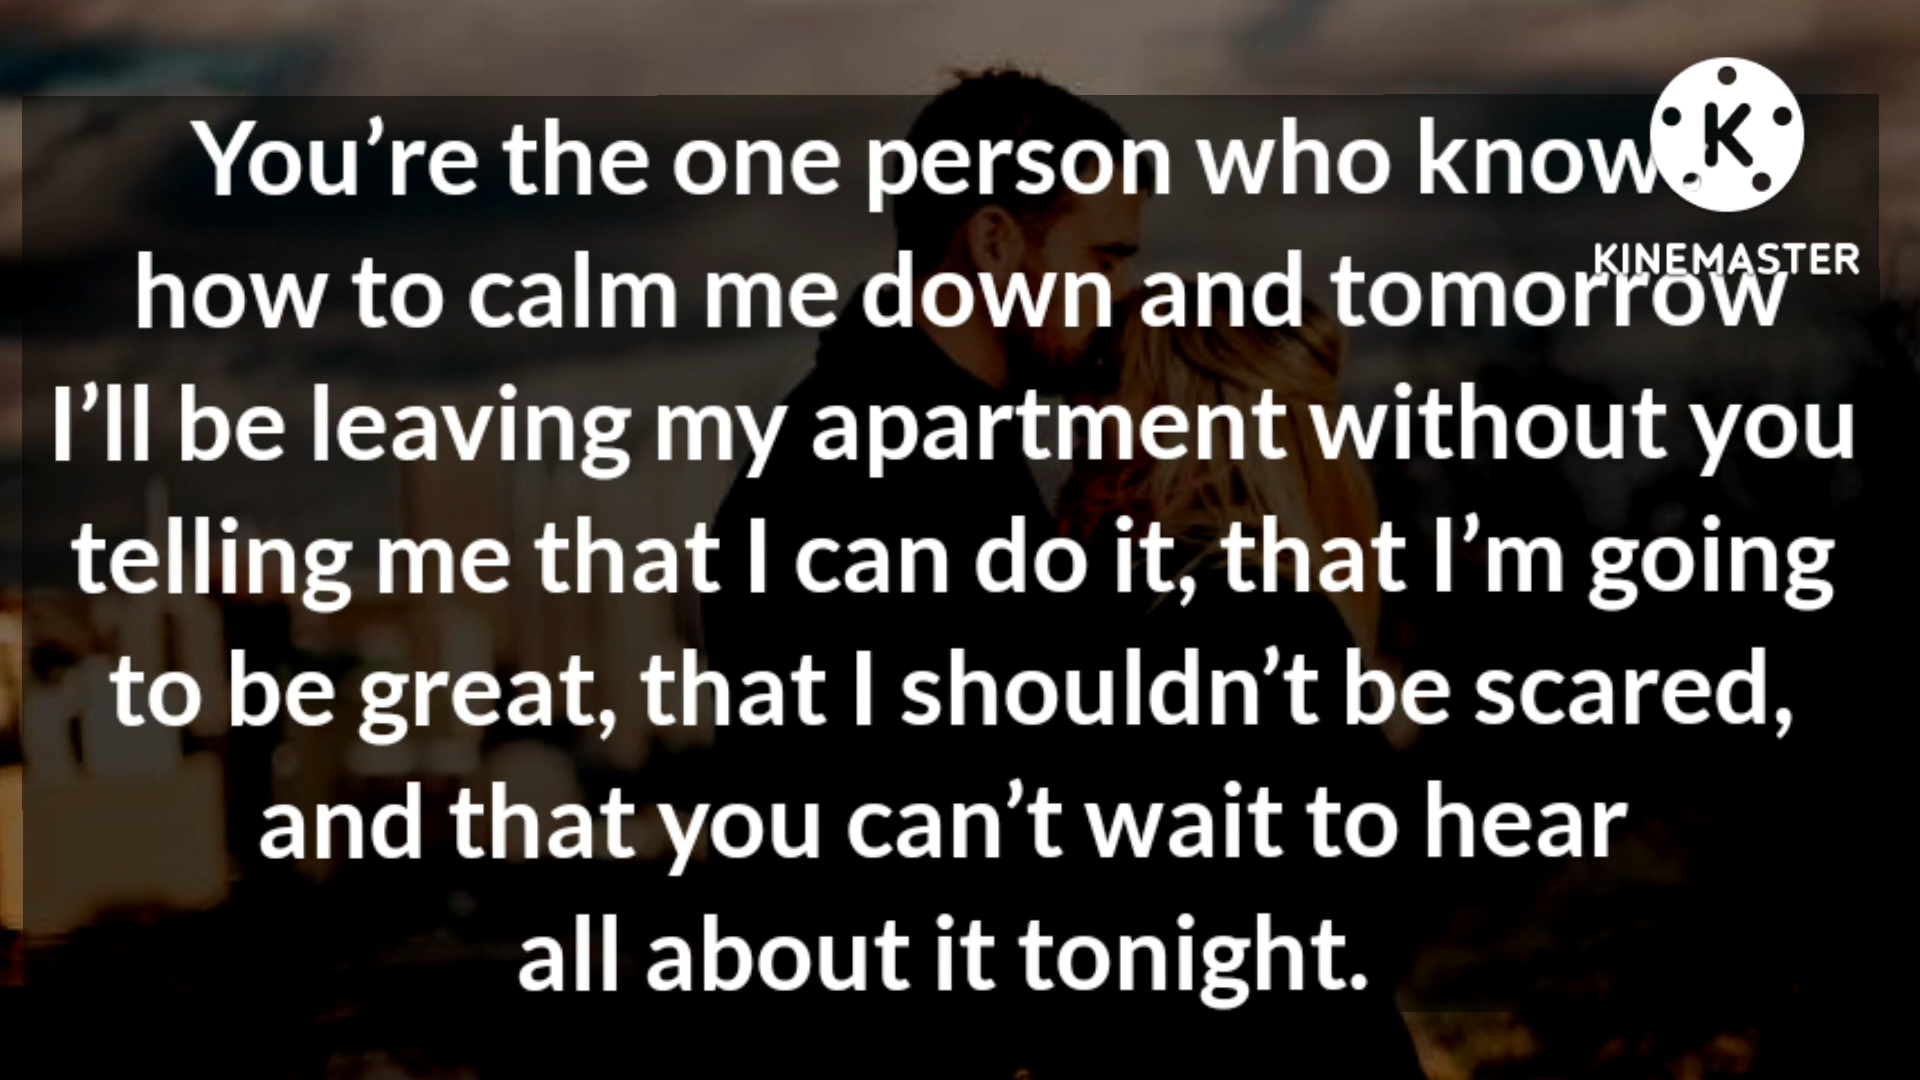 You’re the one person who know
how to calm me down and tomorrow
I’ll be leaving my apartment without you
telling me that I can do it, that I’m going
to be great, that I shouldn’t be scared,
and that you can’t wait to hear
all about it tonight.
K
KINEMASTER